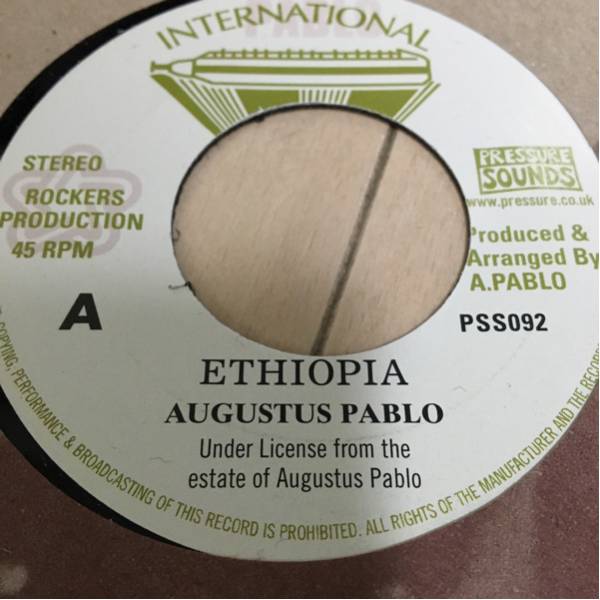 INTERNATIONAL
STEREO
ROCKERS
PRODUCTION
45 RPM
A
PRESSURE
SOUNDS
www.pressure.co.uk
Produced &
Arranged By
A.PABLO
PSS092
ETHIOPIA
AUGUSTUS PABLO
Under License from the
estate of Augustus Pablo
COPYING, PERFORMANCE & BROADCASTING OF THIS RECORD IS PROHIBITED. ALL RIGHTS OF THE MANUFACTURER AND THE